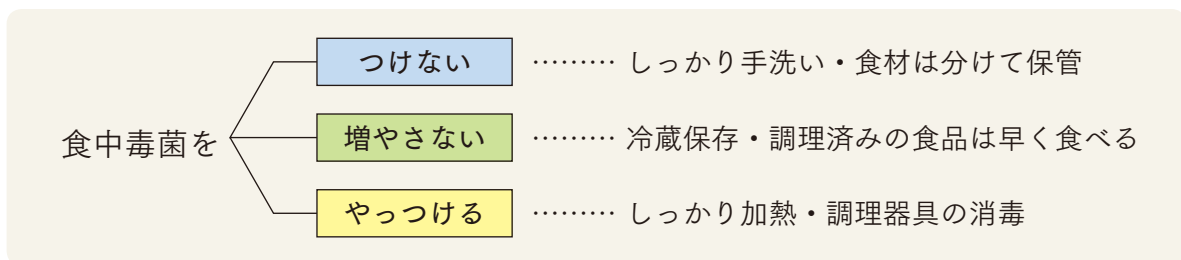 食中毒菌を
つけない ……… しっかり手洗い・食材は分けて保管
増やさない ……… 冷蔵保存・調理済みの食品は早く食べる
やっつける ……… しっかり加熱・調理器具の消毒